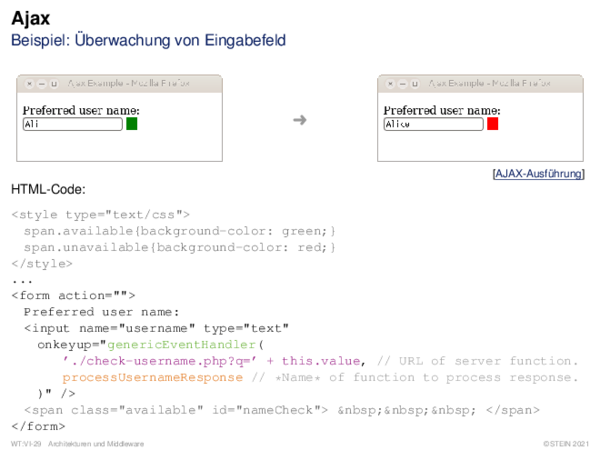 Ajax
Beispiel: Überwachung von Eingabefeld
Ajax Example - Mozilla Firefox
Preferred user name:
Ali
Ajax Example - Mozilla Firefox
Preferred user name:
Alice
[AJAX-Ausführung]
HTML-Code:
<style type="text/css">
span.available{background-color: green;}
span.unavailable{background-color: red;}
</style>
...
<form action="">
Preferred user name:
<input name="username" type="text"
onkeyup="genericEventHandler(
'./check-username.php?q=' + this.value, // URL of server function.
processUsernameResponse // *Name* of function to process response.
)" />
<span class="available" id="nameCheck"> &nbsp;&nbsp;&nbsp; </span>
</form>
WT:VI-29 Architekturen und Middleware
©STEIN 2021